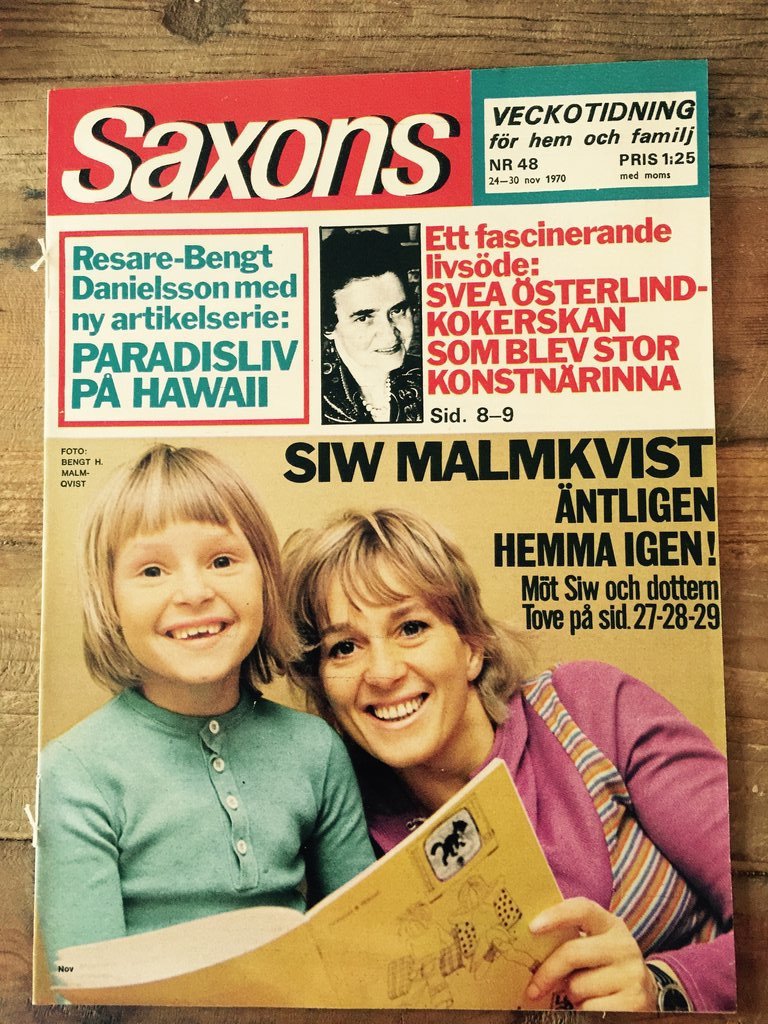 Saxons
VECKOTIDNING
för hem och familj
NR 48 PRIS 1:25
24—30 nov 1970 med moms
Resare-Bengt
Danielsson med
ny artikelserie:
PARADISLIV
PÅ HAWAII
Ett fascinerande
livsöde:
SVEA ÖSTERLIND-
KOKERSKAN
SOM BLEV STOR
KONSTNÄRINNA
Sid. 8—9
FOTO:
BENGT H.
MALM-
QVIST
SIW MALMKVIST
ÄNTLIGEN
HEMMA IGEN!
Möt Siw och dottern
Tove på sid. 27-28-29
Nov